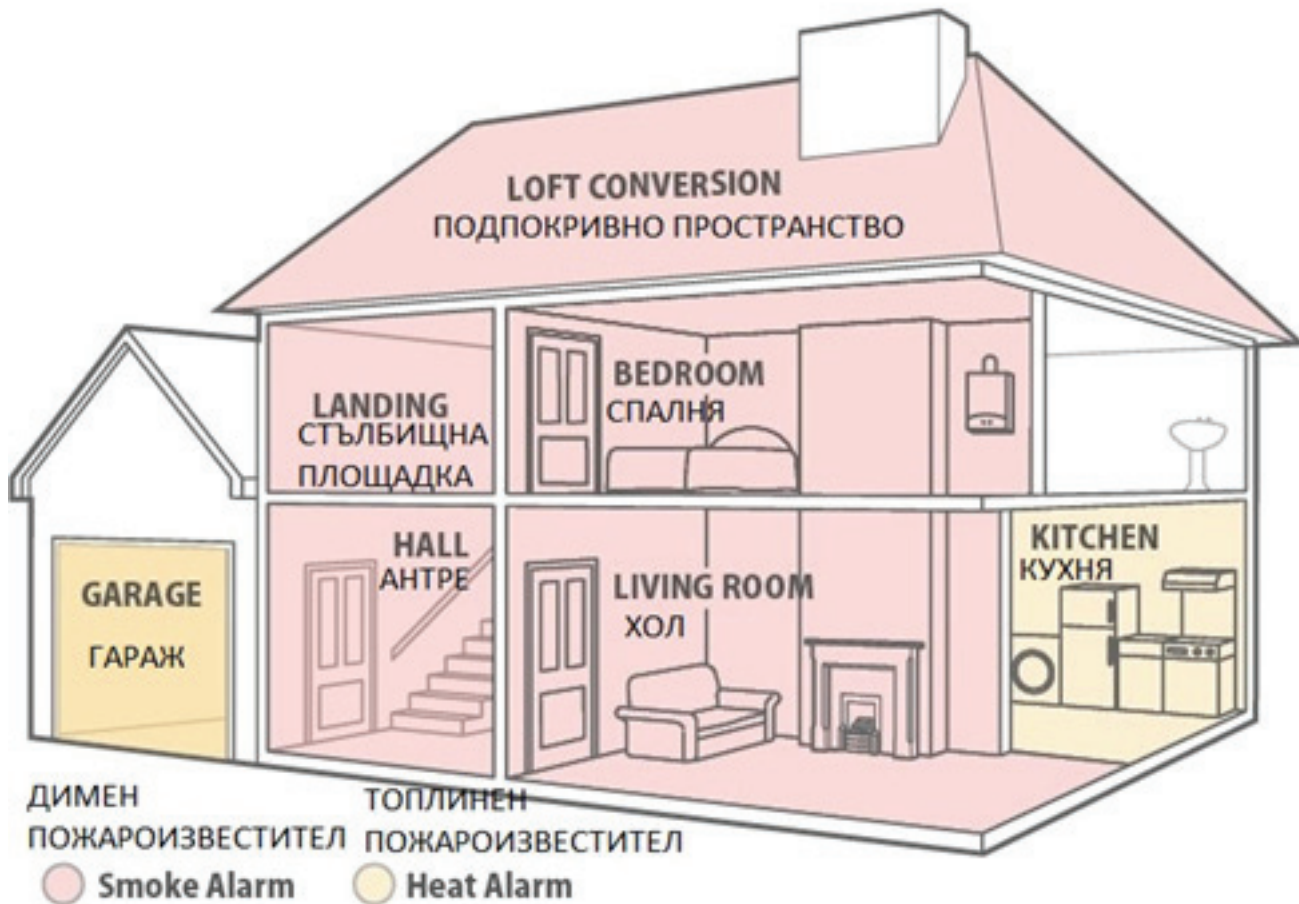 LOFT CONVERSION
ПОДПОКРИВНО ПРОСТРАНСТВО
LANDING
СТЪЛБИЩНА
ПЛОЩАДКА
BEDROOM
СПАЛНЯ
GARAGE
ГАРАЖ
HALL
АНТРЕ
LIVING ROOM
ХОЛ
KITCHEN
КУХНЯ
ДИМЕН
ПОЖАРОИЗВЕСТИТЕЛ
Smoke Alarm
ТОПЛИНЕН
ПОЖАРОИЗВЕСТИТЕЛ
Heat Alarm